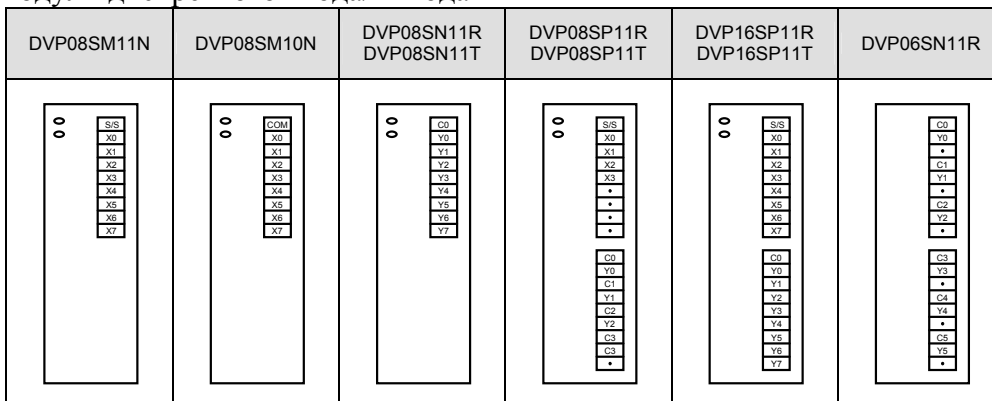 DVP08SM11N
DVP08SM10N
DVP08SN11R
DVP08SN11T
DVP08SP11R
DVP08SP11T
DVP16SP11R
DVP16SP11T
DVP06SN11R
S/S
X0
X1
X2
X3
X4
X5
X6
X7
COM
X0
X1
X2
X3
X4
X5
X6
X7
C0
Y0
Y1
Y2
Y3
Y4
Y5
Y6
Y7
S/S
X0
X1
X2
X3
•
•
•
•
C0
Y0
C1
Y1
C2
Y2
C3
C3
•
S/S
X0
X1
X2
X3
X4
X5
X6
X7
C0
Y0
Y1
Y2
Y3
Y4
Y5
Y6
Y7
C0
Y0
•
C1
Y1
•
C2
Y2
•
C3
Y3
•
C4
Y4
•
C5
Y5
•